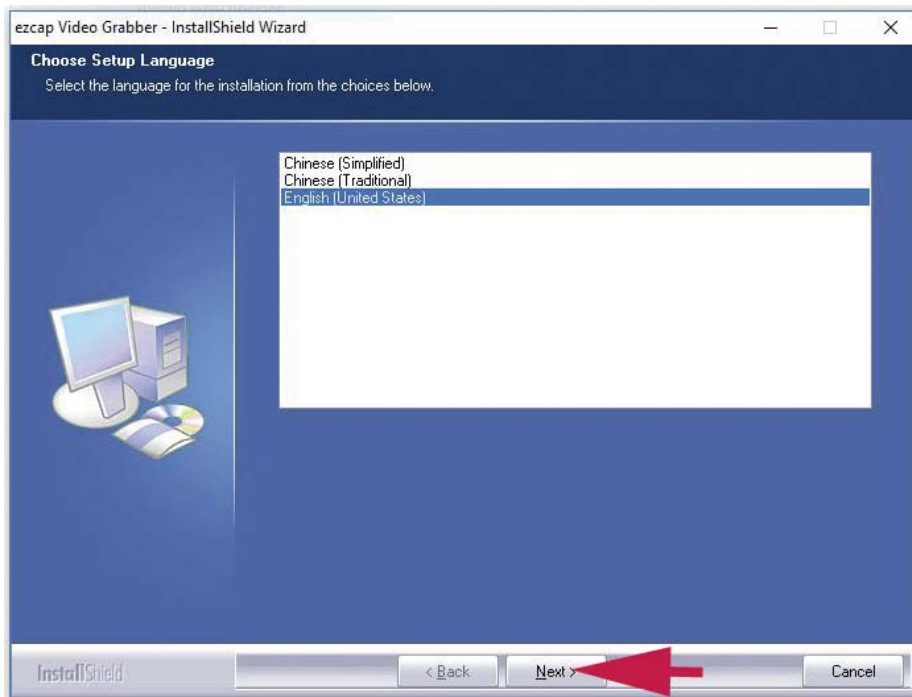 ezcap Video Grabber - InstallShield Wizard
Choose Setup Language
Select the language for the installation from the choices below.
Chinese (Simplified)
Chinese (Traditional)
English (United States)
InstallShield
< Back
Next >
Cancel